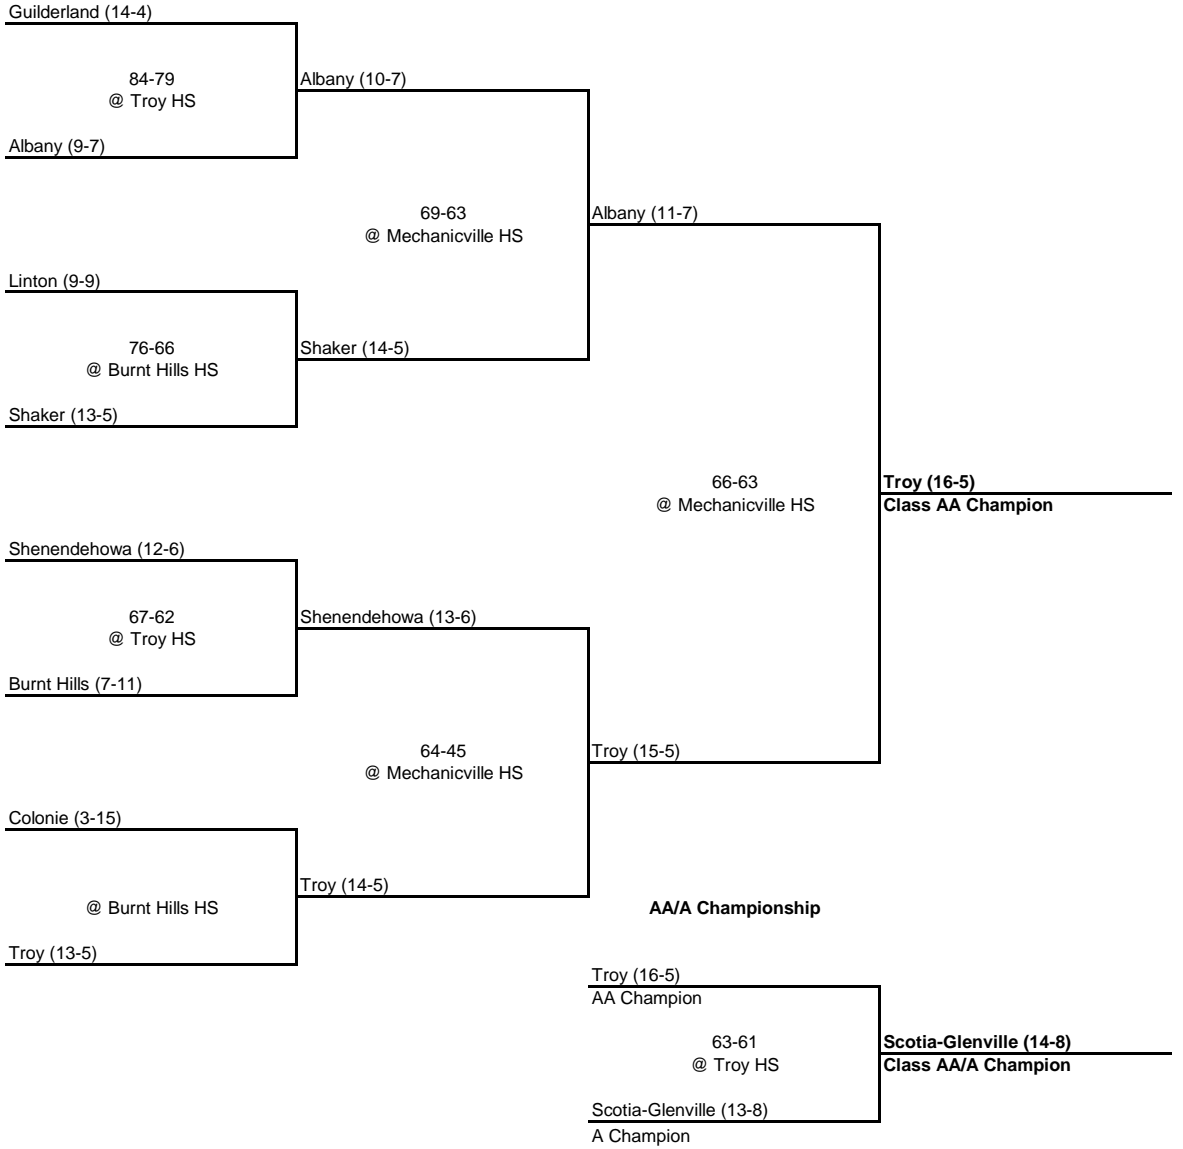 Guilderland (14-4)
84-79
@ Troy HS
Albany (10-7)
Albany (9-7)
69-63
@ Mechanicville HS
Albany (11-7)
Linton (9-9)
76-66
@ Burnt Hills HS
Shaker (14-5)
Shaker (13-5)
66-63
@ Mechanicville HS
Troy (16-5)
Class AA Champion
Shenendehowa (12-6)
67-62
@ Troy HS
Shenendehowa (13-6)
Burnt Hills (7-11)
64-45
@ Mechanicville HS
Troy (15-5)
Colonie (3-15)
@ Burnt Hills HS
Troy (14-5)
Troy (13-5)
AA/A Championship
Troy (16-5)
AA Champion
63-61
@ Troy HS
Scotia-Glenville (14-8)
Class AA/A Champion
Scotia-Glenville (13-8)
A Champion